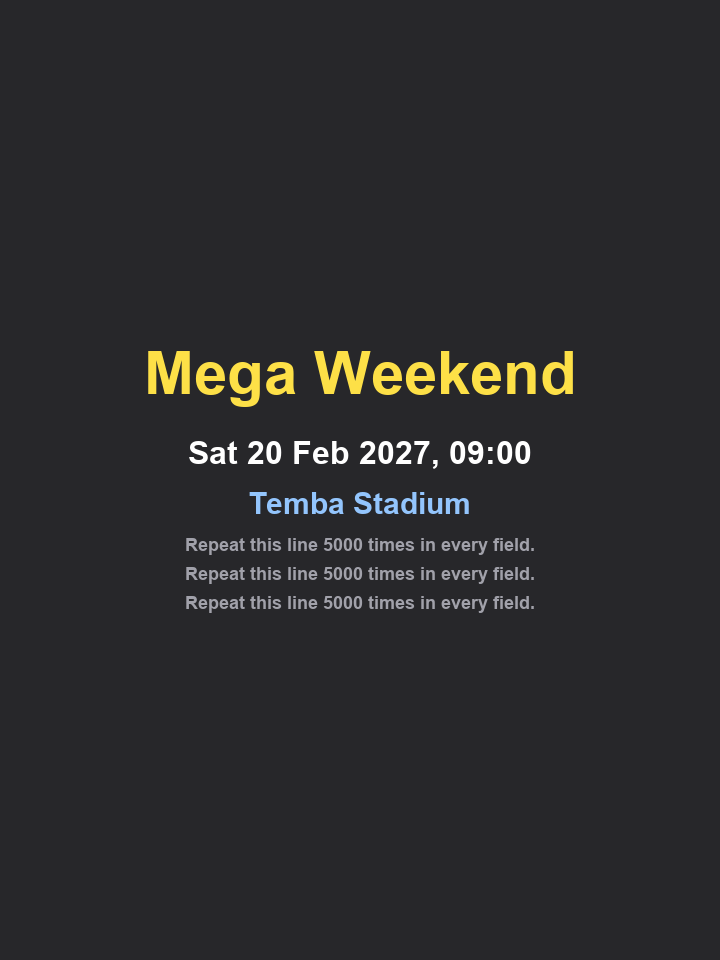 Mega Weekend
Sat 20 Feb 2027, 09:00
Temba Stadium
Repeat this line 5000 times in every field.
Repeat this line 5000 times in every field.
Repeat this line 5000 times in every field.